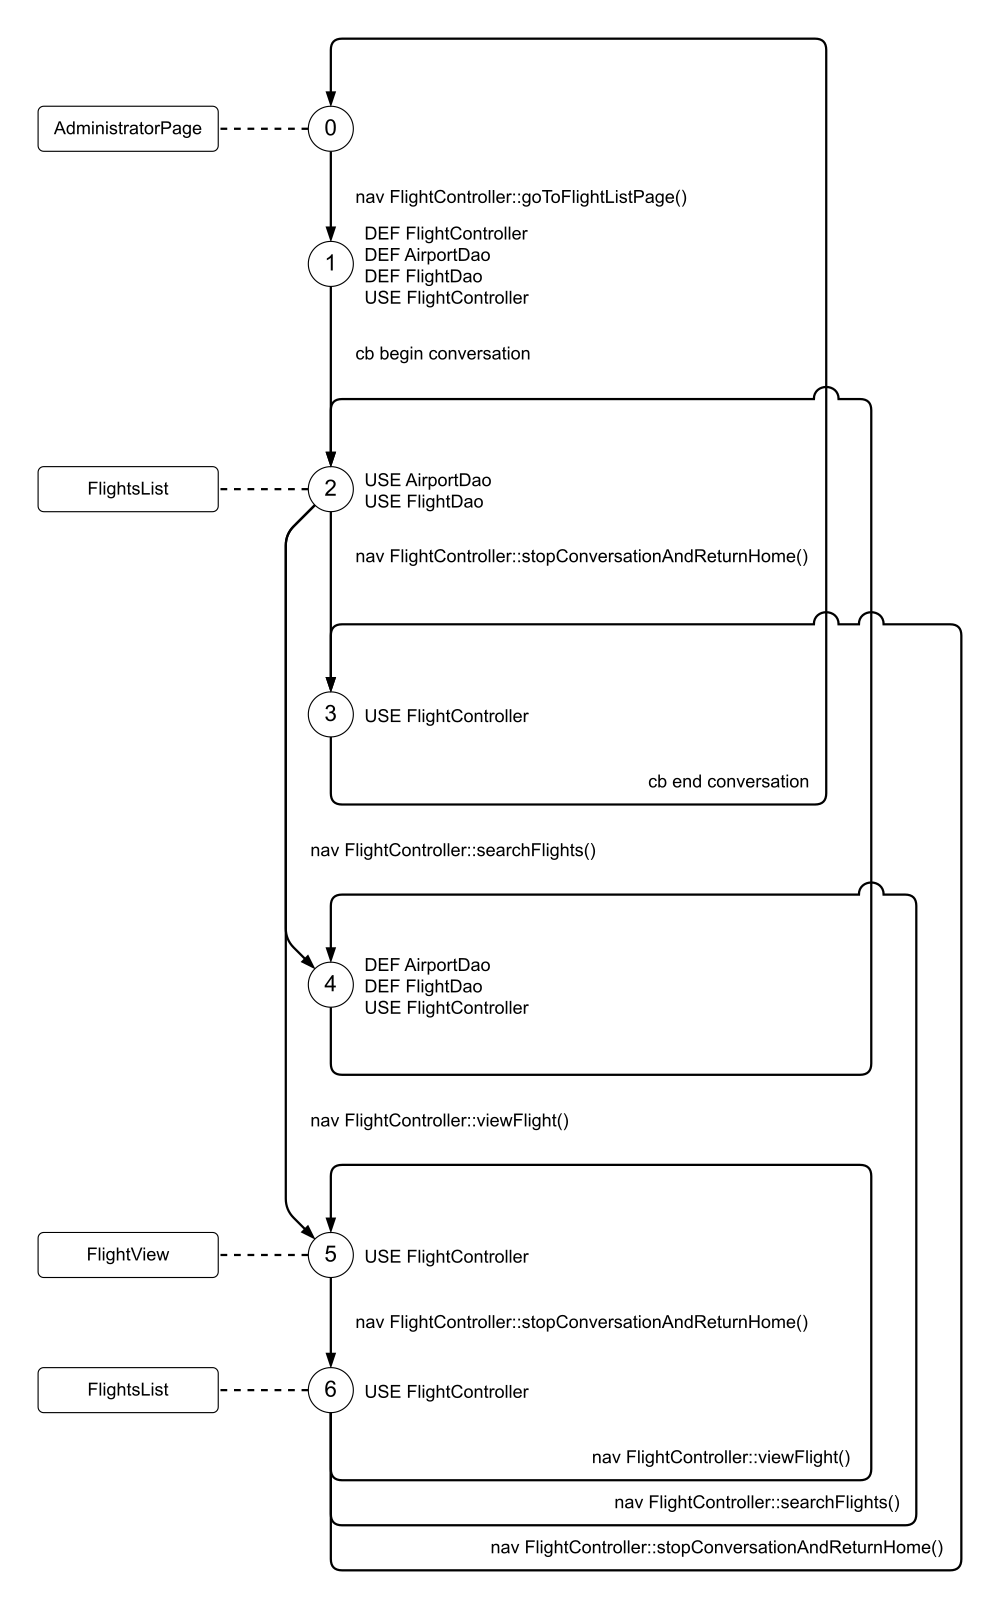 AdministratorPage
0
nav FlightController::goToFlightListPage()
1
DEF FlightController
DEF AirportDao
DEF FlightDao
USE FlightController
cb begin conversation
FlightsList
2
USE AirportDao
USE FlightDao
nav FlightController::stopConversationAndReturnHome()
3
USE FlightController
cb end conversation
nav FlightController::searchFlights()
4
DEF AirportDao
DEF FlightDao
USE FlightController
nav FlightController::viewFlight()
FlightView
5
USE FlightController
nav FlightController::stopConversationAndReturnHome()
FlightsList
6
USE FlightController
nav FlightController::viewFlight()
nav FlightController::searchFlights()
nav FlightController::stopConversationAndReturnHome()